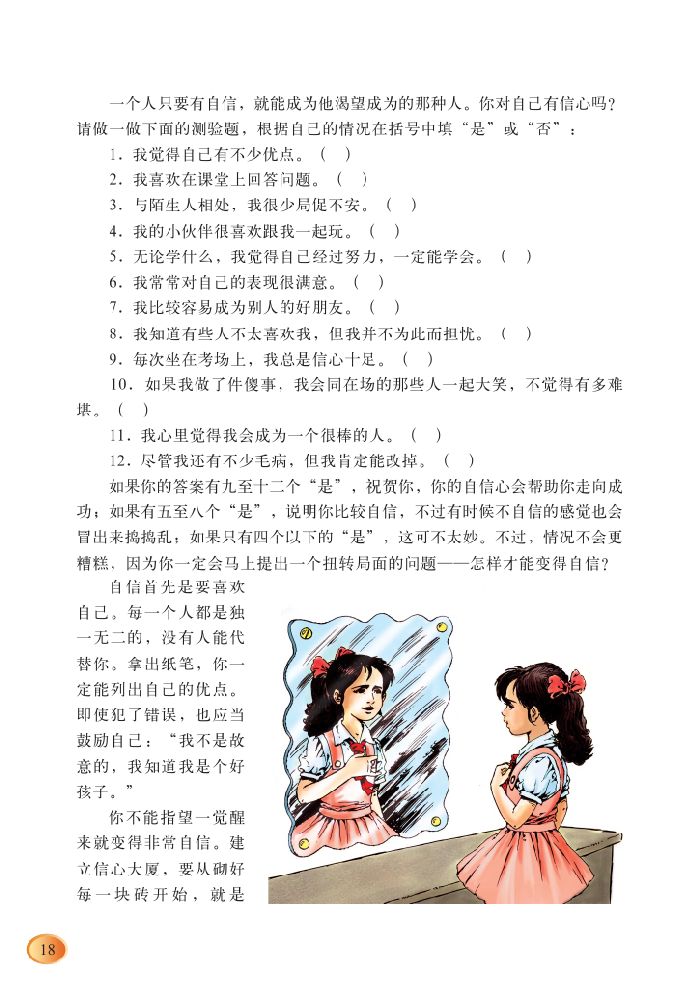 一个人只要有自信，就能成为他渴望成为的那种人。你对自己有信心吗？
请做一做下面的测验题，根据自己的情况在括号中填“是”或“否”：
1．我觉得自己有不少优点。（　）
2．我喜欢在课堂上回答问题。（　）
3．与陌生人相处，我很少局促不安。（　）
4．我的小伙伴很喜欢跟我一起玩。（　）
5．无论学什么，我觉得自己经过努力，一定能学会。（　）
6．我常常对自己的表现很满意。（　）
7．我比较容易成为别人的好朋友。（　）
8．我知道有些人不太喜欢我，但我并不为此而担忧。（　）
9．每次坐在考场上，我总是信心十足。（　）
10．如果我做了件傻事，我会同在场的那些人一起大笑，不觉得有多难
堪。（　）
11．我心里觉得我会成为一个很棒的人。（　）
12．尽管我还有不少毛病，但我肯定能改掉。（　）
如果你的答案有九至十二个“是”，祝贺你，你的自信心会帮助你走向成
功；如果有五至八个“是”，说明你比较自信，不过有时候不自信的感觉也会
冒出来捣捣乱；如果只有四个以下的“是”，这可不太妙。不过，情况不会更
糟糕，因为你一定会马上提出一个扭转局面的问题——怎样才能变得自信？
自信首先是要喜欢
自己。每一个人都是独
一无二的，没有人能代
替你。拿出纸笔，你一
定能列出自己的优点。
即使犯了错误，也应当
鼓励自己：“我不是故
意的，我知道我是个好
孩子。”
你不能指望一觉醒
来就变得非常自信。建
立信心大厦，要从砌好
每一块砖开始，就是
18